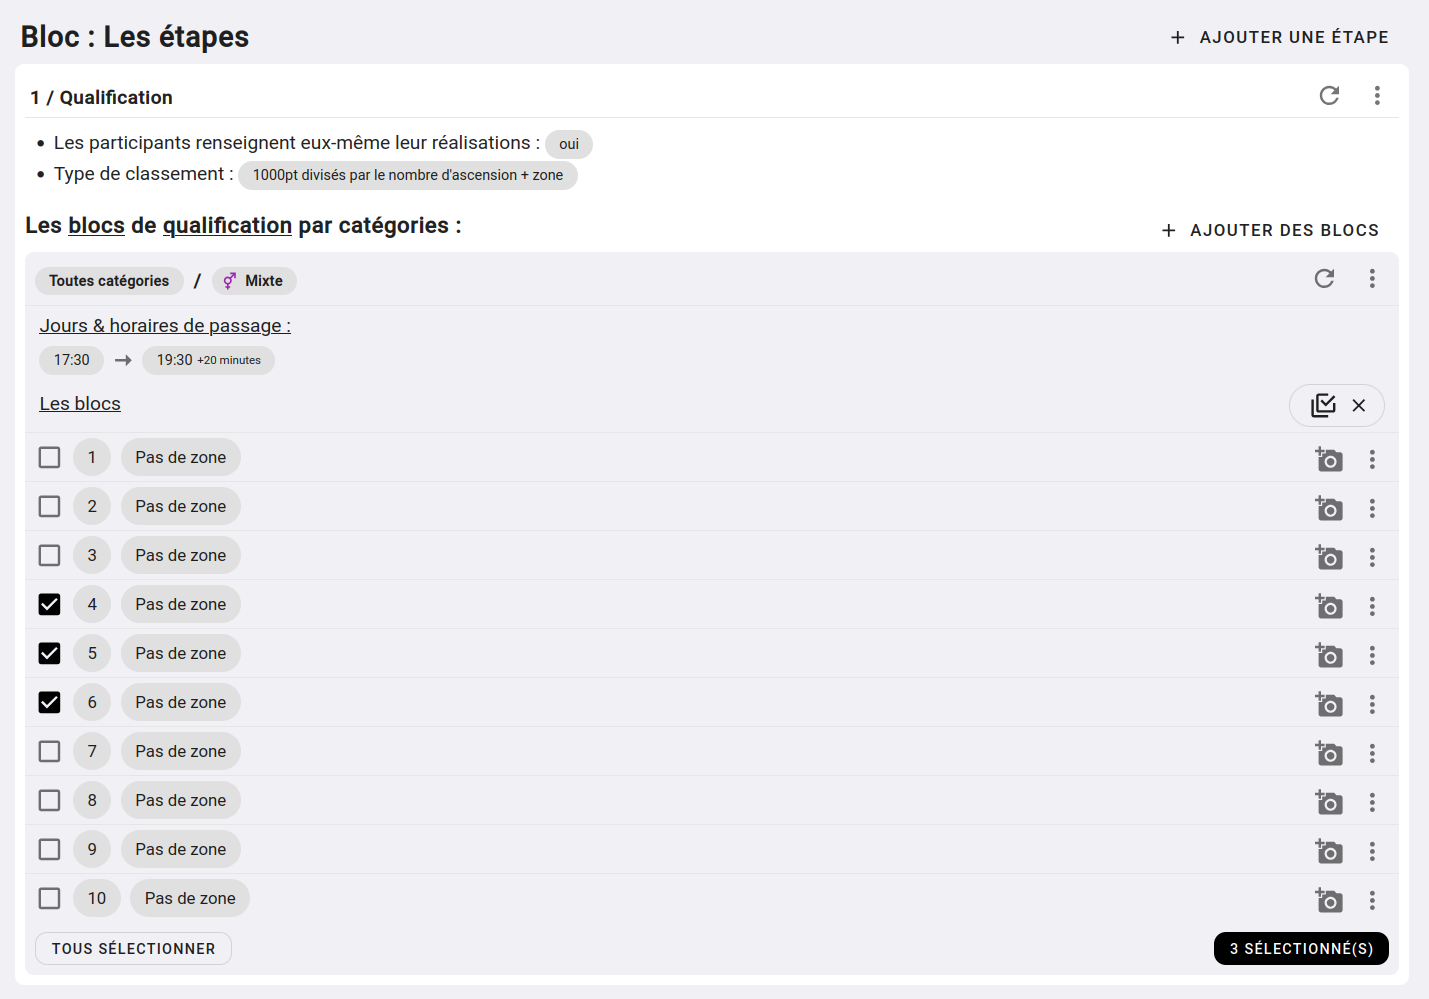 Bloc : Les étapes
+ AJOUTER UNE ÉTAPE
1 / Qualification
• Les participants renseignent eux-même leur réalisations : oui
• Type de classement : 1000pt divisés par le nombre d'ascension + zone
Les blocs de qualification par catégories :
+ AJOUTER DES BLOCS
Toutes catégories / Mixte
Jours & horaires de passage :
17:30 → 19:30 +20 minutes
Les blocs
1 Pas de zone
2 Pas de zone
3 Pas de zone
4 Pas de zone
5 Pas de zone
6 Pas de zone
7 Pas de zone
8 Pas de zone
9 Pas de zone
10 Pas de zone
TOUS SÉLECTIONNER
3 SÉLECTIONNÉ(S)